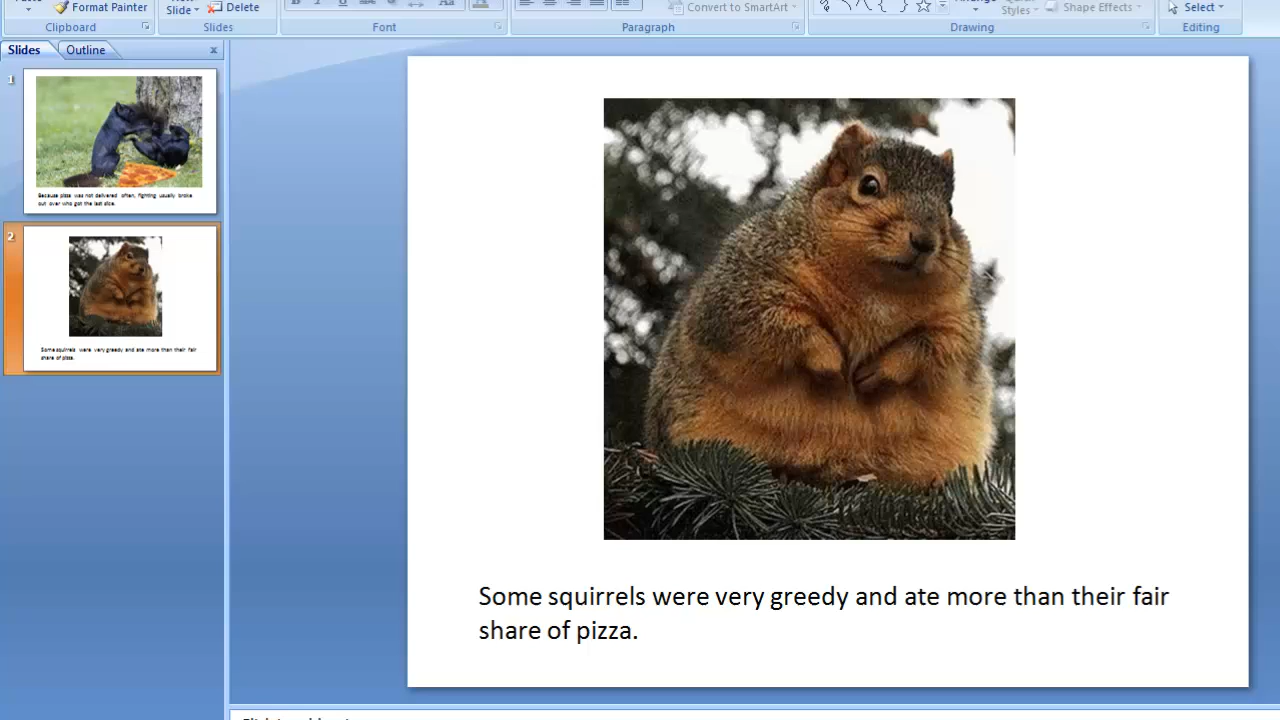 Format Painter
Slide
Delete
Convert to SmartArt
Styles
Shape Effects
Select
Clipboard
Slides
Font
Paragraph
Drawing
Editing
Slides
Outline
x
1
Because pizza was not delivered often, fighting usually broke
out over who got the last slice.
2
Some squirrels were very greedy and ate more than their fair
share of pizza.
Some squirrels were very greedy and ate more than their fair
share of pizza.